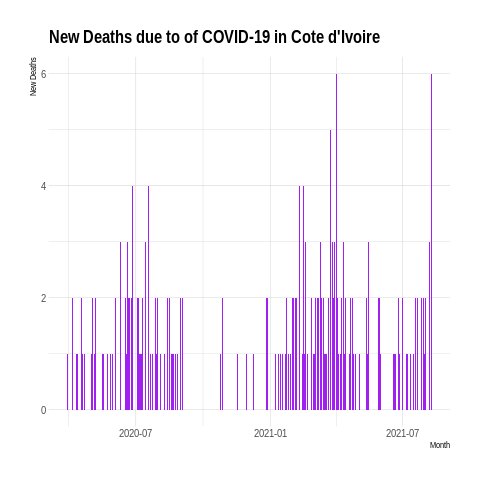 New Deaths due to of COVID-19 in Cote d'Ivoire
New Deaths
6
4
2
0
2020-07
2021-01
2021-07
Month